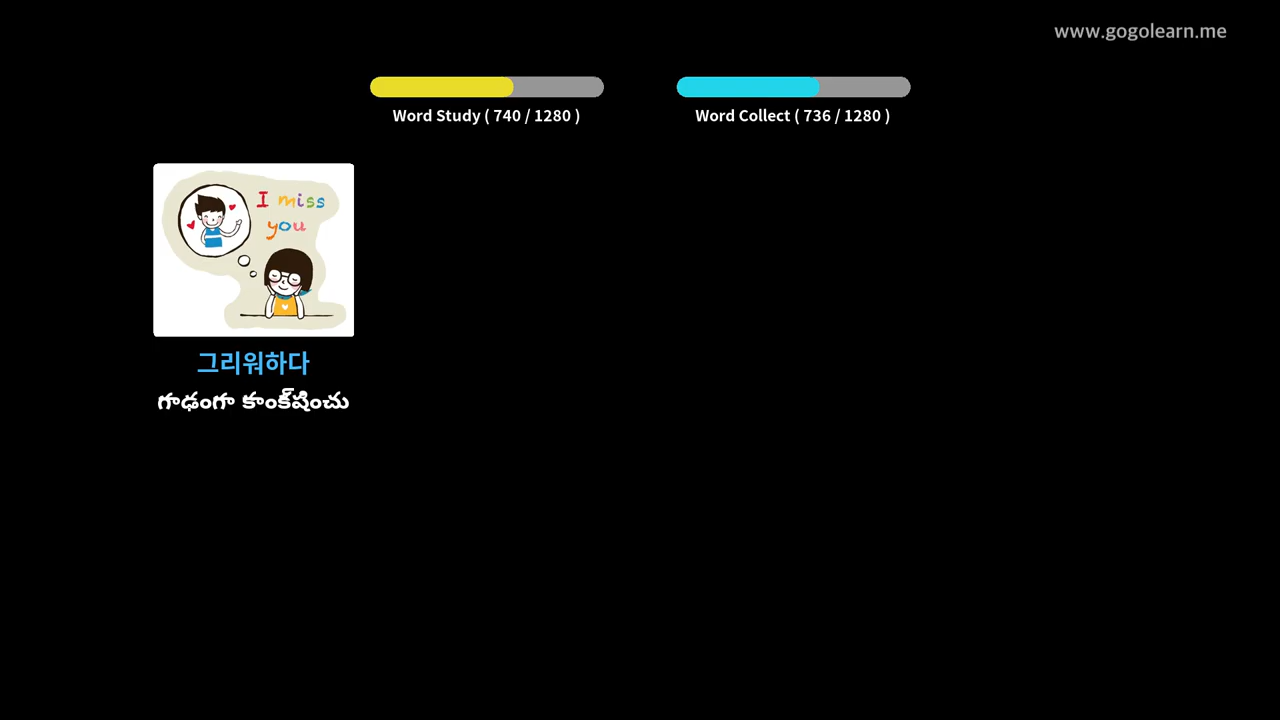 www.gogolearn.me
Word Study ( 740 / 1280 )
Word Collect ( 736 / 1280 )
I miss
you
그리워하다
గాఢంగా కాంక్‌షించు